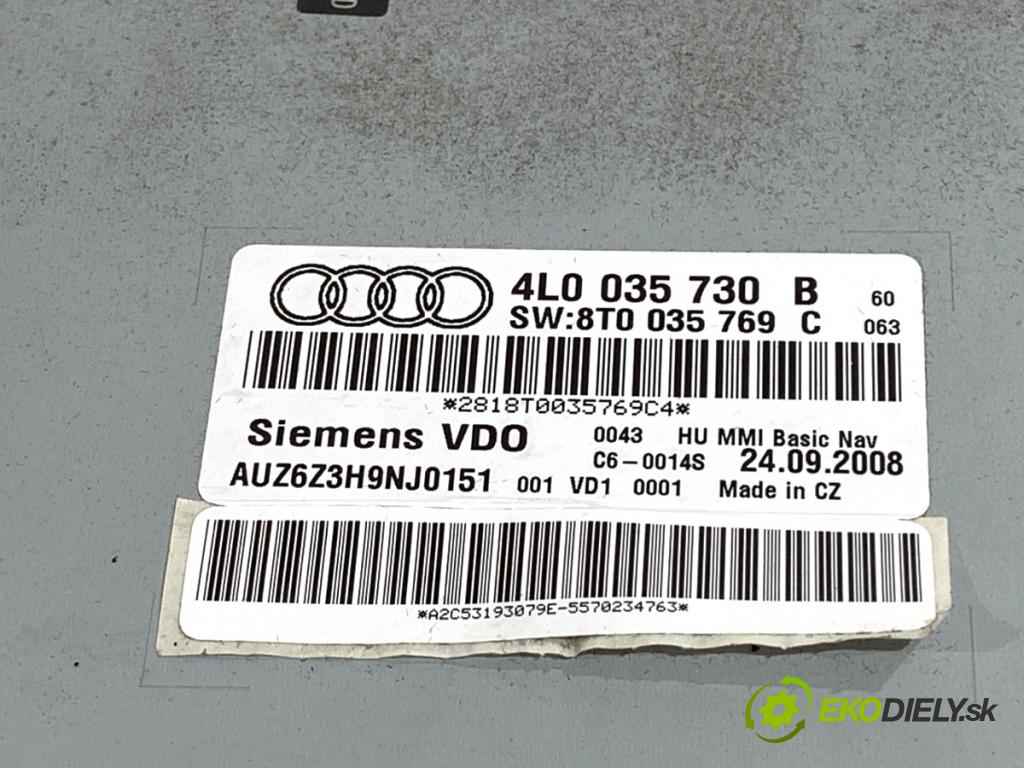 4L0 035 730 B 60
SW:8T0 035 769 C 063
*2818T0035769C4*
Siemens VDO 0043 HU MMI Basic Nav
C6-0014S 24.09.2008
AUZ6Z3H9NJ0151 001 VD1 0001 Made in CZ
*A2C53193079E-5570234763*
EKODIELY.sk